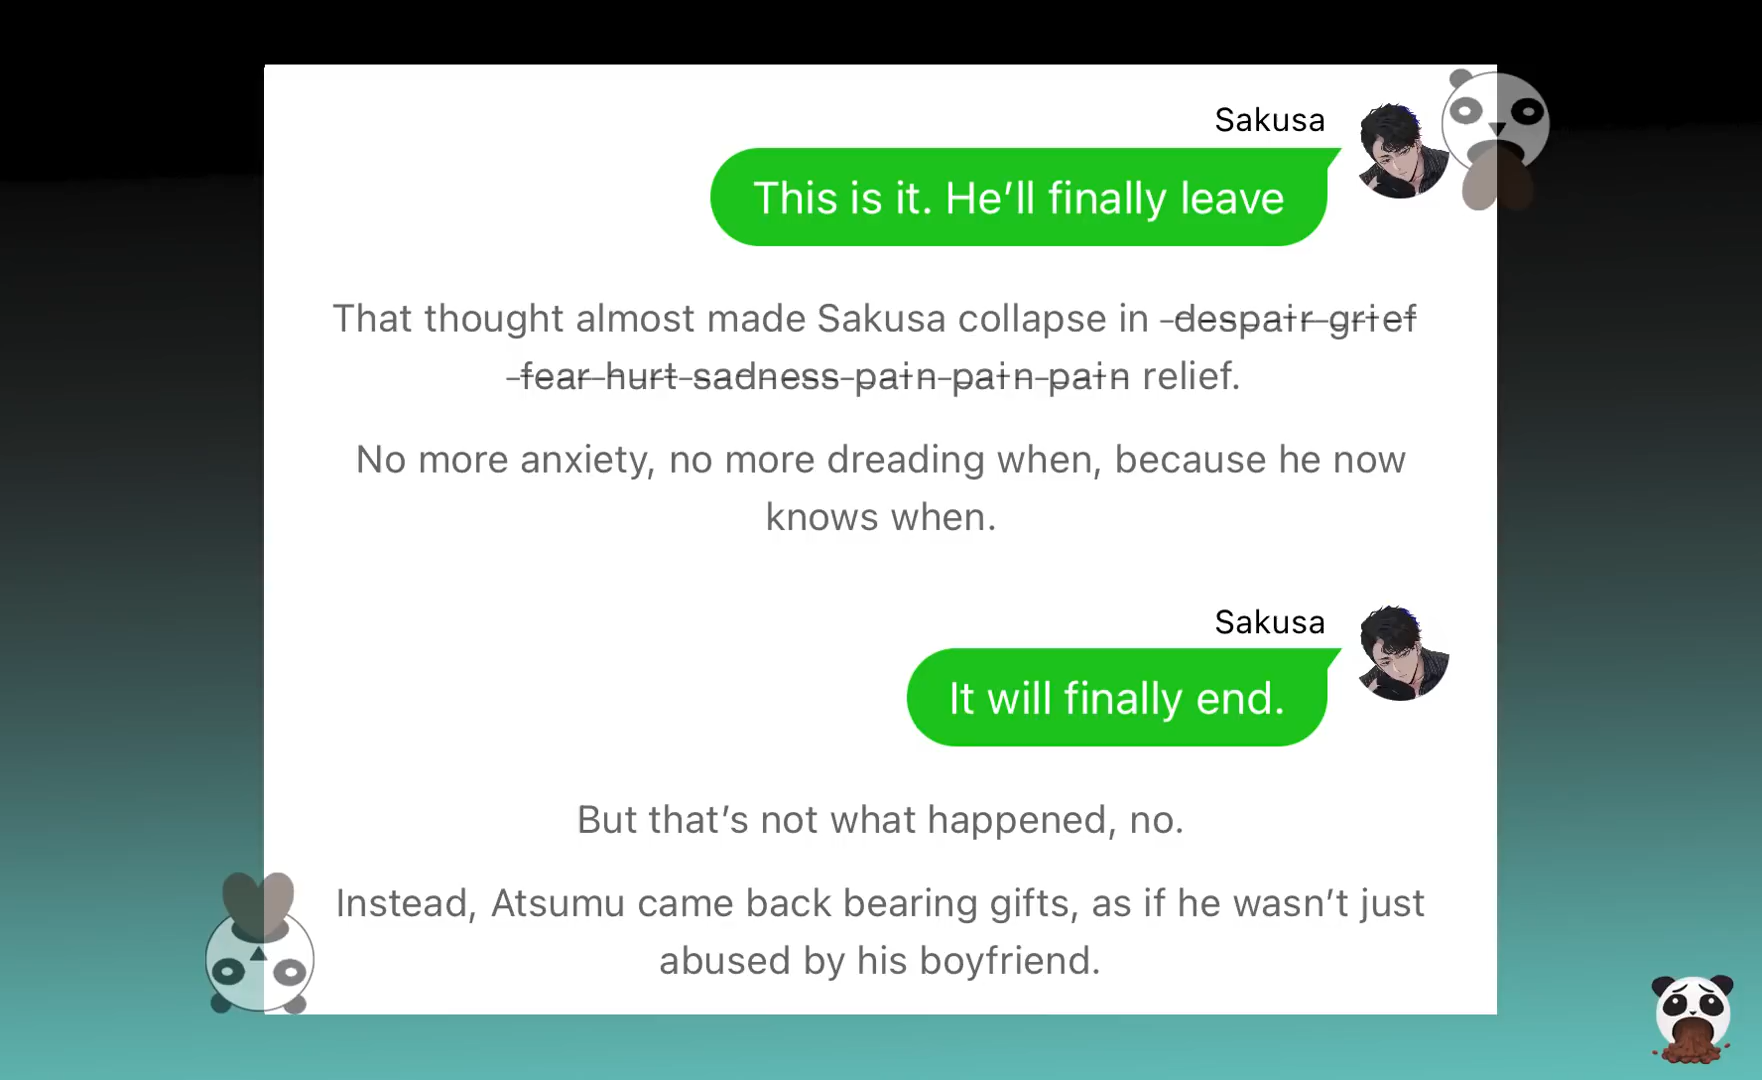 Sakusa
This is it. He’ll finally leave
That thought almost made Sakusa collapse in -despair-grief
-fear-hurt-sadness-pain-pain-pain relief.
No more anxiety, no more dreading when, because he now
knows when.
Sakusa
It will finally end.
But that’s not what happened, no.
Instead, Atsumu came back bearing gifts, as if he wasn’t just
abused by his boyfriend.